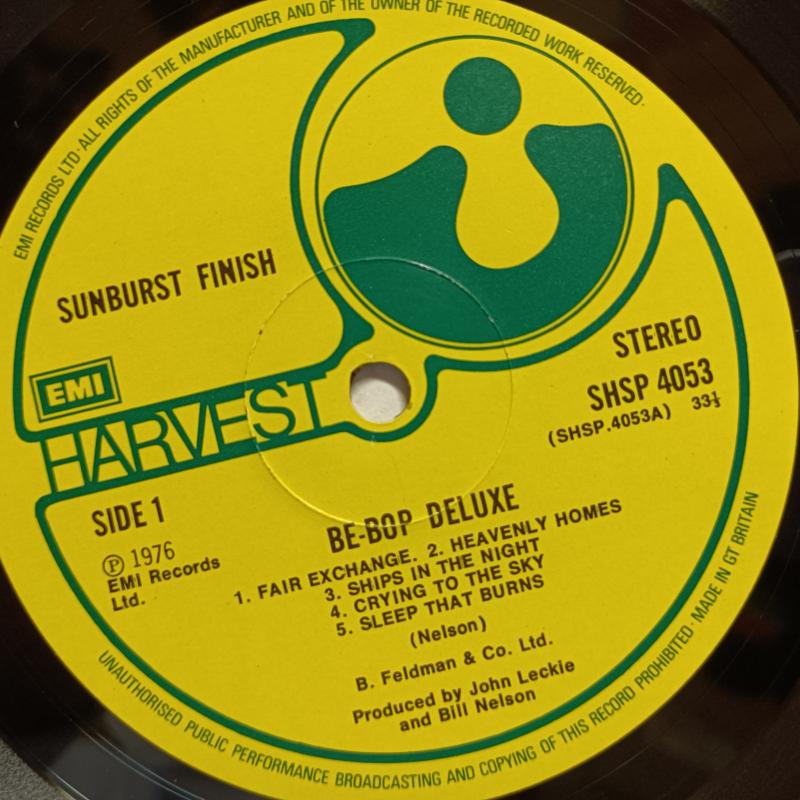 EMI RECORDS LTD· ALL RIGHTS OF THE MANUFACTURER AND OF THE OWNER OF THE RECORDED WORK RESERVED·
SUNBURST FINISH
EMI
HARVEST
STEREO
SHSP 4053
(SHSP.4053A) 33⅓
SIDE 1
℗ 1976
EMI Records
Ltd.
BE-BOP DELUXE
1. FAIR EXCHANGE. 2. HEAVENLY HOMES
3. SHIPS IN THE NIGHT
4. CRYING TO THE SKY
5. SLEEP THAT BURNS
(Nelson)
B. Feldman & Co. Ltd.
Produced by John Leckie
and Bill Nelson
UNAUTHORISED PUBLIC PERFORMANCE BROADCASTING AND COPYING OF THIS RECORD PROHIBITED· MADE IN GT BRITAIN